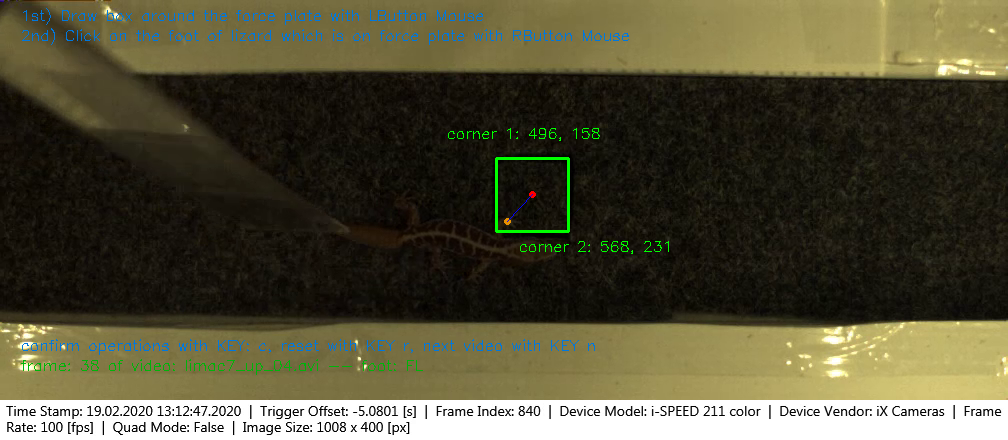 1st) Draw box around the force plate with LButton Mouse
2nd) Click on the foot of lizard which is on force plate with RButton Mouse
corner 1: 496, 158
corner 2: 568, 231
confirm operations with KEY: c, reset with KEY r, next video with KEY n
frame: 38 of video:
Time Stamp: 19.02.2020 13:12:47.2020 | Trigger Offset: -5.0801 [s] | Frame Index: 840 | Device Model: i-SPEED 211 color | Device Vendor: iX Cameras | Frame
Rate: 100 [fps] | Quad Mode: False | Image Size: 1008 x 400 [px]